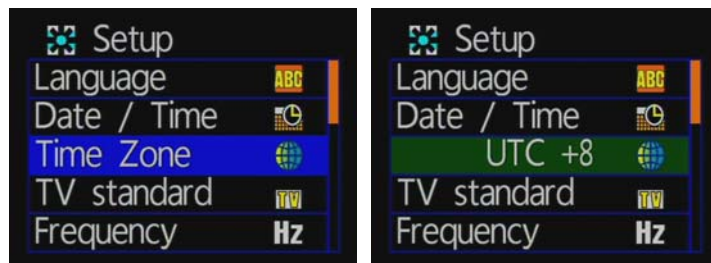 Setup
Language ABC
Date / Time
Time Zone
TV standard TV
Frequency Hz
Setup
Language ABC
Date / Time
UTC +8
TV standard TV
Frequency Hz